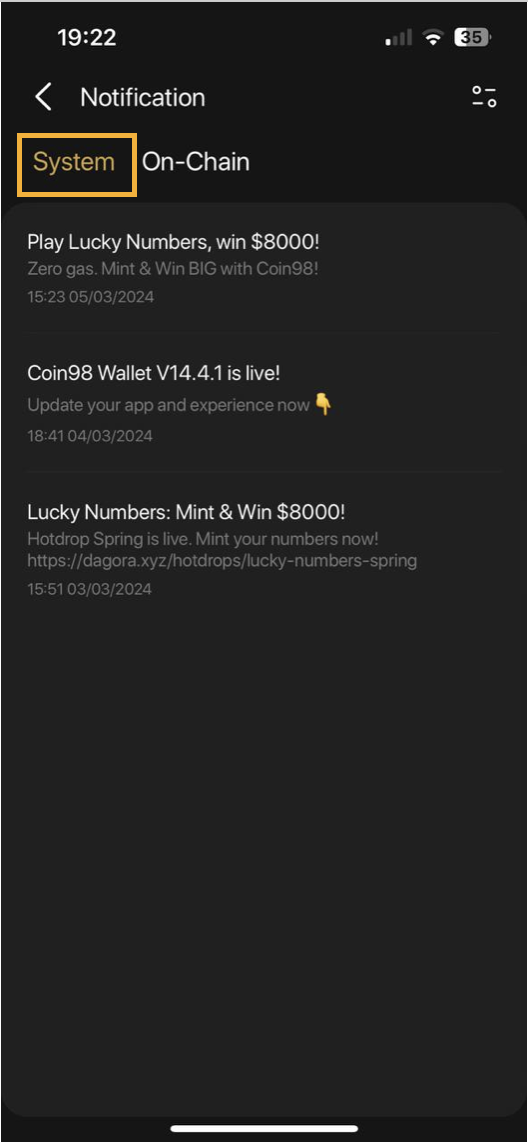 19:22
35
Notification
System On-Chain
Play Lucky Numbers, win $8000!
Zero gas. Mint & Win BIG with Coin98!
15:23 05/03/2024
Coin98 Wallet V14.4.1 is live!
Update your app and experience now 👇
18:41 04/03/2024
Lucky Numbers: Mint & Win $8000!
Hotdrop Spring is live. Mint your numbers now!
https://dagora.xyz/hotdrops/lucky-numbers-spring
15:51 03/03/2024